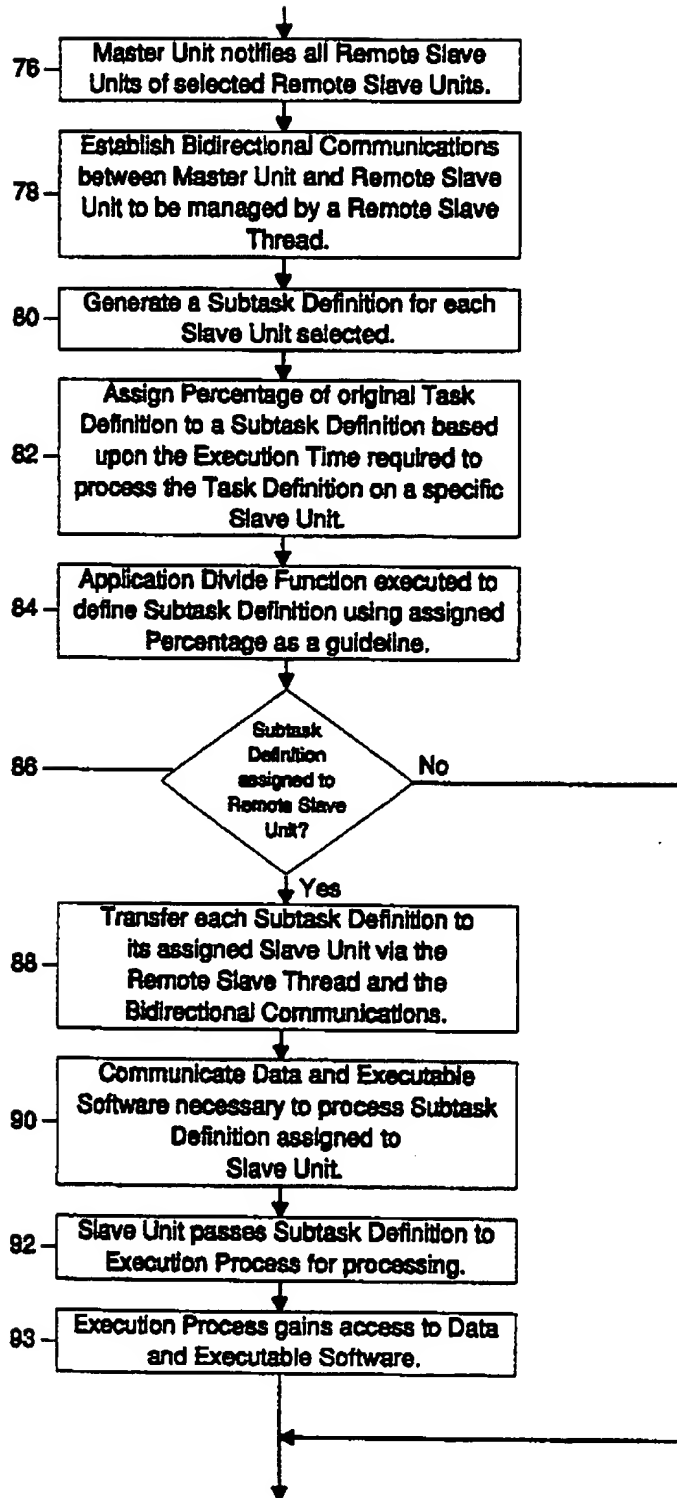 76
Master Unit notifies all Remote Slave
Units of selected Remote Slave Units.
78
Establish Bidirectional Communications
between Master Unit and Remote Slave
Unit to be managed by a Remote Slave
Thread.
80
Generate a Subtask Definition for each
Slave Unit selected.
82
Assign Percentage of original Task
Definition to a Subtask Definition based
upon the Execution Time required to
process the Task Definition on a specific
Slave Unit.
84
Application Divide Function executed to
define Subtask Definition using assigned
Percentage as a guideline.
86
Subtask
Definition
assigned to
Remote Slave
Unit?
No
Yes
88
Transfer each Subtask Definition to
its assigned Slave Unit via the
Remote Slave Thread and the
Bidirectional Communications.
90
Communicate Data and Executable
Software necessary to process Subtask
Definition assigned to
Slave Unit.
92
Slave Unit passes Subtask Definition to
Execution Process for processing.
93
Execution Process gains access to Data
and Executable Software.